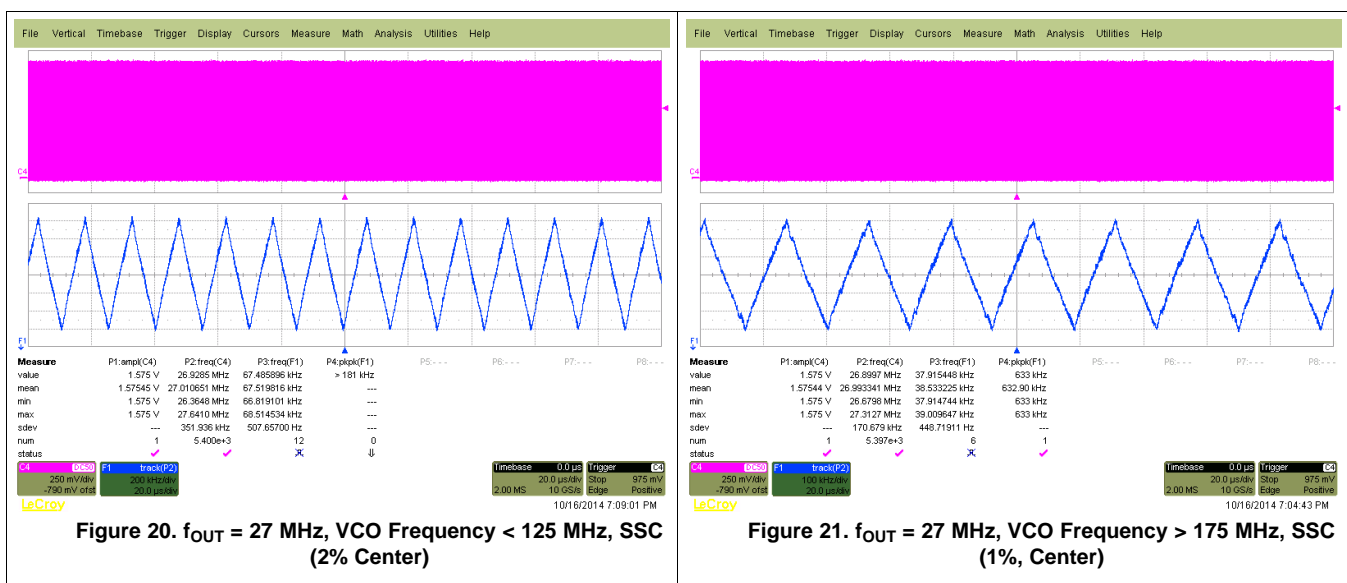 File Vertical Timebase Trigger Display Cursors Measure Math Analysis Utilities Help
C4
F1
Measure P1:ampl(C4) P2:freq(C4) P3:freq(F1) P4:pkpk(F1) P5:--- P6:--- P7:--- P8:---
value 1.575 V 26.9285 MHz 67.485896 kHz > 181 kHz
mean 1.57545 V 27.010651 MHz 67.519816 kHz ---
min 1.575 V 26.3648 MHz 66.819101 kHz ---
max 1.575 V 27.6410 MHz 68.514534 kHz ---
sdev --- 351.936 kHz 507.65700 Hz ---
num 1 5.400e+3 12 0
status
C4 DC50
250 mV/div
-790 mV ofst
F1 track(P2)
200 kHz/div
20.0 µs/div
Timebase 0.0 µs
20.0 µs/div
2.00 MS 10 GS/s
Trigger C4
Stop 975 mV
Edge Positive
LeCroy
10/16/2014 7:09:01 PM
Figure 20. fOUT = 27 MHz, VCO Frequency < 125 MHz, SSC
(2% Center)
File Vertical Timebase Trigger Display Cursors Measure Math Analysis Utilities Help
C4
F1
Measure P1:ampl(C4) P2:freq(C4) P3:freq(F1) P4:pkpk(F1) P5:--- P6:--- P7:--- P8:---
value 1.575 V 26.8997 MHz 37.915448 kHz 633 kHz
mean 1.57544 V 26.993341 MHz 38.533225 kHz 632.90 kHz
min 1.575 V 26.6798 MHz 37.914744 kHz 633 kHz
max 1.575 V 27.3127 MHz 39.009647 kHz 633 kHz
sdev --- 170.679 kHz 448.71911 Hz ---
num 1 5.397e+3 6 1
status
C4 DC50
250 mV/div
-790 mV ofst
F1 track(P2)
100 kHz/div
20.0 µs/div
Timebase 0.0 µs
20.0 µs/div
2.00 MS 10 GS/s
Trigger C4
Stop 975 mV
Edge Positive
LeCroy
10/16/2014 7:04:43 PM
Figure 21. fOUT = 27 MHz, VCO Frequency > 175 MHz, SSC
(1%, Center)